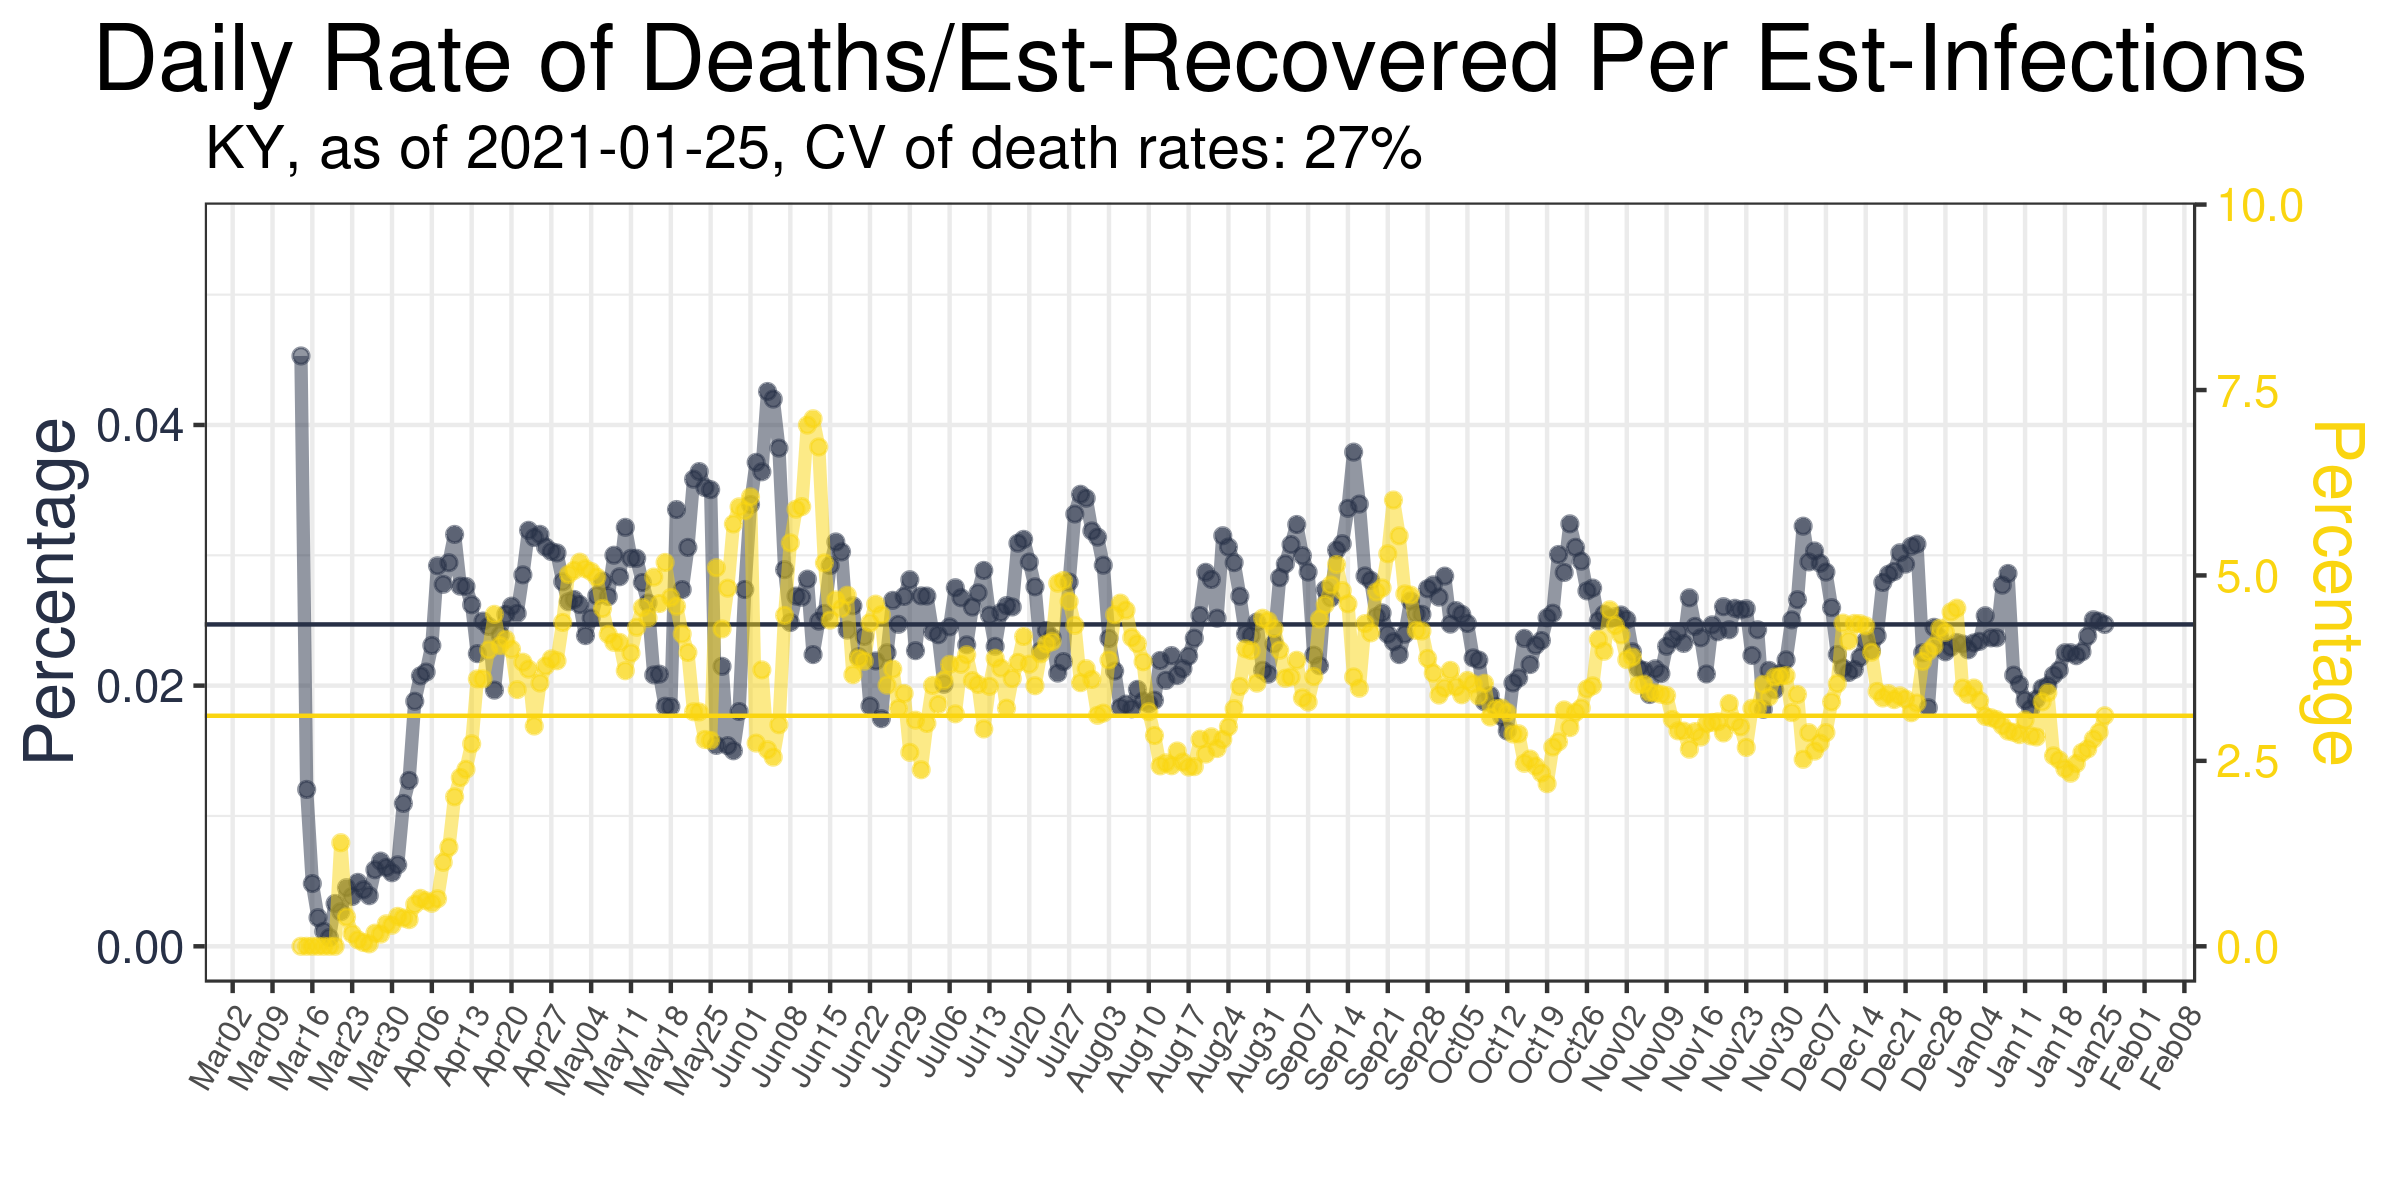 Daily Rate of Deaths/Est-Recovered Per Est-Infections
KY, as of 2021-01-25, CV of death rates: 27%
Percentage
0.04
0.02
0.00
10.0
7.5
5.0
2.5
0.0
Percentage
Mar02
Mar09
Mar16
Mar23
Mar30
Apr06
Apr13
Apr20
Apr27
May04
May11
May18
May25
Jun01
Jun08
Jun15
Jun22
Jun29
Jul06
Jul13
Jul20
Jul27
Aug03
Aug10
Aug17
Aug24
Aug31
Sep07
Sep14
Sep21
Sep28
Oct05
Oct12
Oct19
Oct26
Nov02
Nov09
Nov16
Nov23
Nov30
Dec07
Dec14
Dec21
Dec28
Jan04
Jan11
Jan18
Jan25
Feb01
Feb08